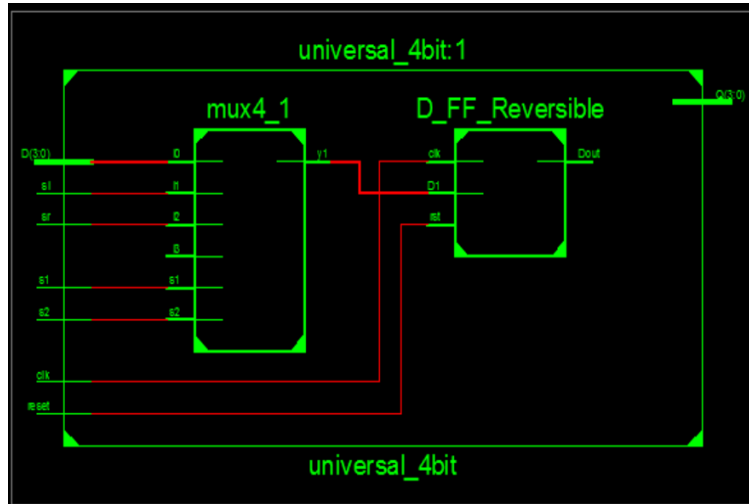 universal_4bit:1
mux4_1
D_FF_Reversible
Q(3:0)
D(3:0)
sl
sr
s1
s2
clk
reset
I0
I1
I2
I3
s1
s2
y1
clk
D1
rst
Dout
universal_4bit